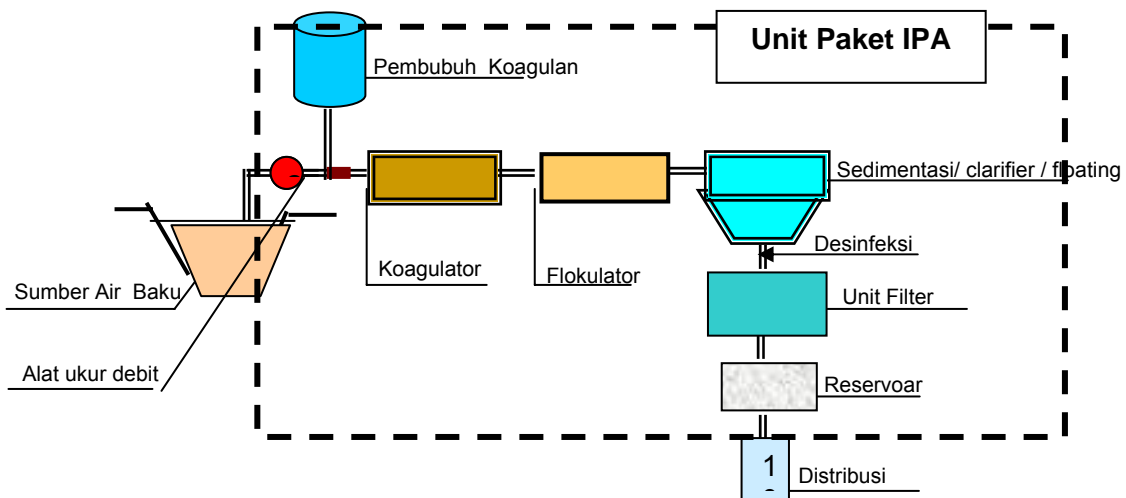 Unit Paket IPA
Pembubuh Koagulan
Sedimentasi/ clarifier / floating
Desinfeksi
Koagulator
Flokulator
Sumber Air Baku
Unit Filter
Alat ukur debit
Reservoar
Distribusi
1